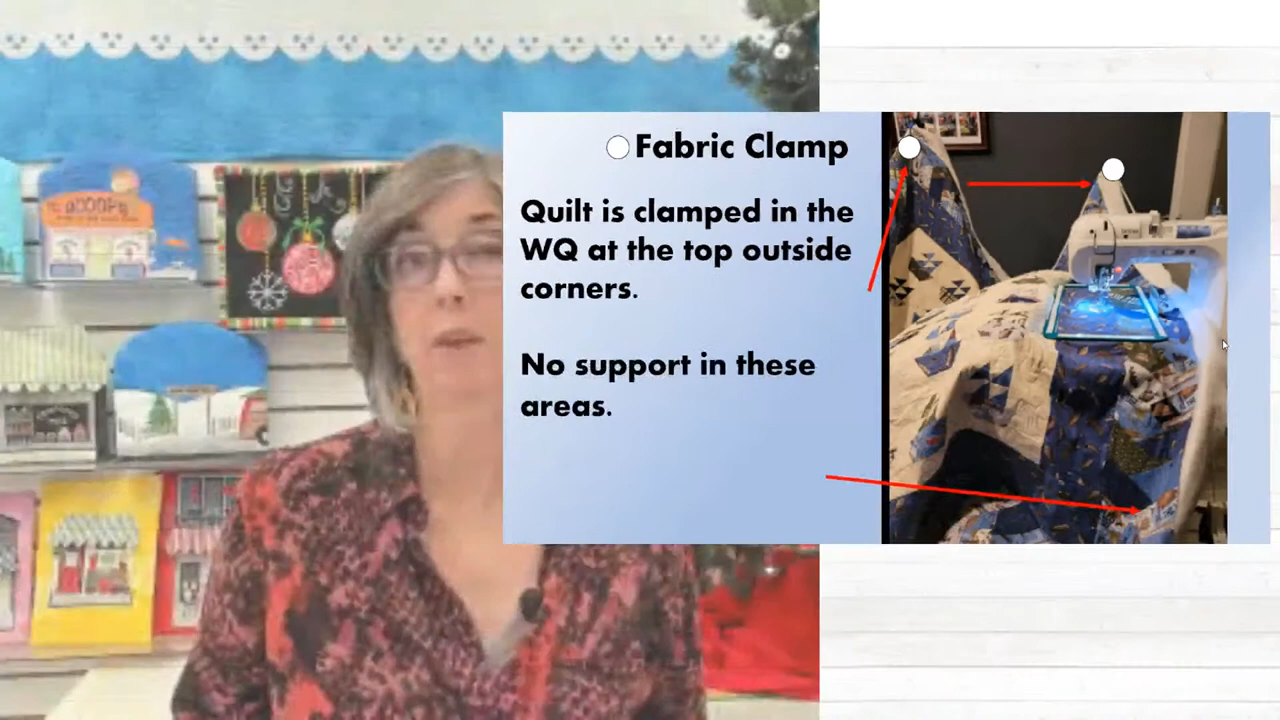 Fabric Clamp
Quilt is clamped in the
WQ at the top outside
corners.
No support in these
areas.